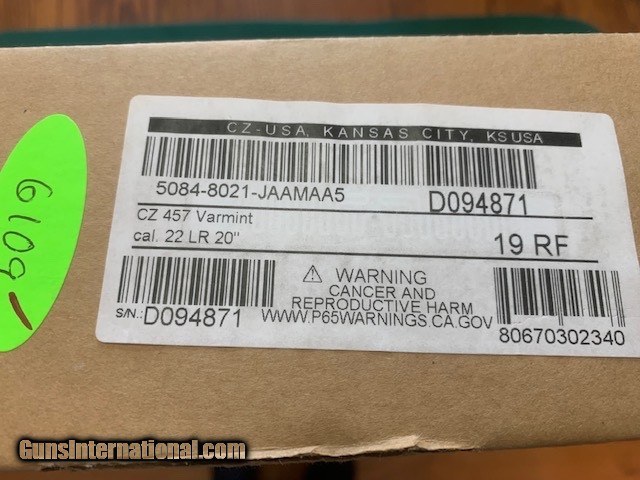 CZ-USA, KANSAS CITY, KS USA
5084-8021-JAAMAA5
D094871
CZ 457 Varmint
cal. 22 LR 20"
19 RF
⚠ WARNING
CANCER AND
REPRODUCTIVE HARM
WWW.P65WARNINGS.CA.GOV
S/N.: D094871
80670302340
GunsInternational.com